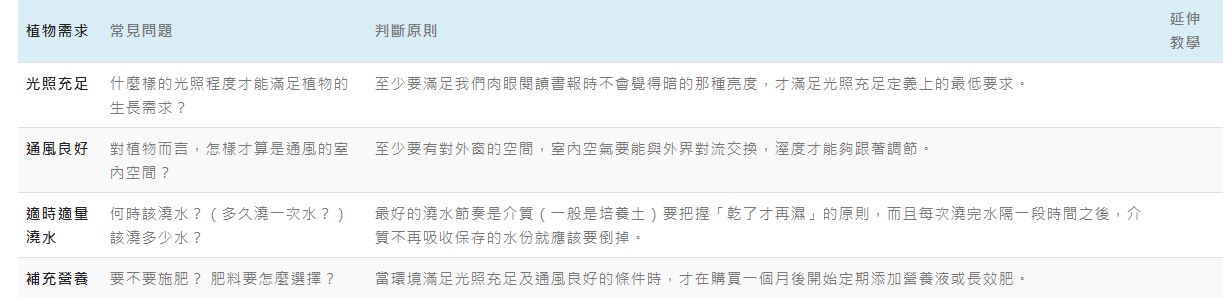 植物需求 常見問題 判斷原則 延伸
教學
光照充足 什麼樣的光照程度才能滿足植物的 至少要滿足我們肉眼閱讀書報時不會覺得暗的那種亮度，才滿足光照充足定義上的最低要求。
生長需求？
通風良好 對植物而言，怎樣才算是通風的室 至少要有對外窗的空間，室內空氣要能與外界對流交換，溼度才能夠跟著調節。
內空間？
適時適量 何時該澆水？（多久澆一次水？） 最好的澆水節奏是介質（一般是培養土）要把握「乾了才再濕」的原則，而且每次澆完水隔一段時間之後，介
澆水 該澆多少水？ 質不再吸收保存的水份就應該要倒掉。
補充營養 要不要施肥？ 肥料要怎麼選擇？ 當環境滿足光照充足及通風良好的條件時，才在購買一個月後開始定期添加營養液或長效肥。